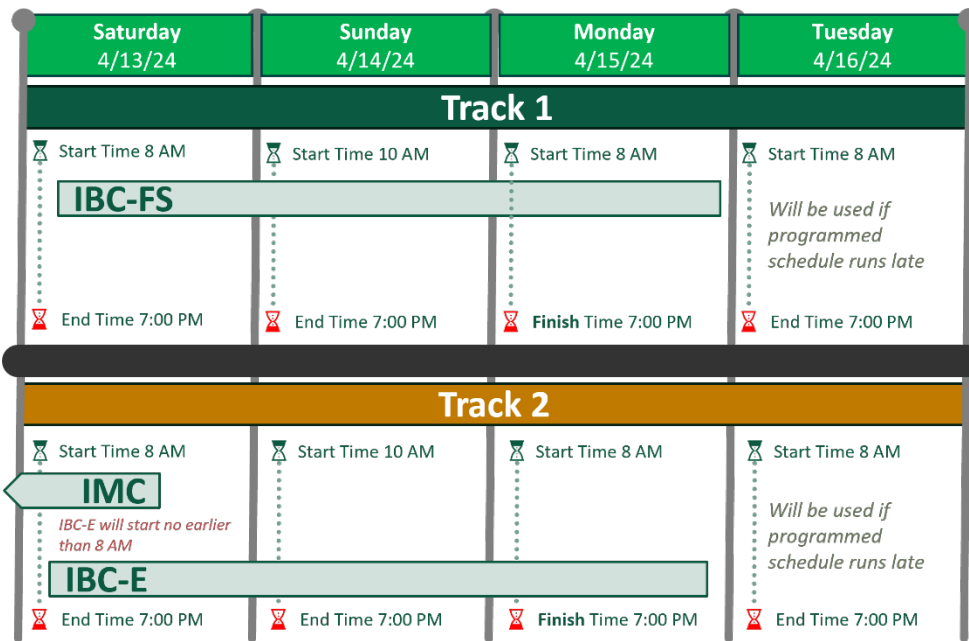 Saturday
4/13/24
Sunday
4/14/24
Monday
4/15/24
Tuesday
4/16/24
Track 1
Start Time 8 AM
Start Time 10 AM
Start Time 8 AM
Start Time 8 AM
IBC-FS
Will be used if
programmed
schedule runs late
End Time 7:00 PM
End Time 7:00 PM
Finish Time 7:00 PM
End Time 7:00 PM
Track 2
Start Time 8 AM
Start Time 10 AM
Start Time 8 AM
Start Time 8 AM
IMC
IBC-E will start no earlier
than 8 AM
Will be used if
programmed
schedule runs late
IBC-E
End Time 7:00 PM
End Time 7:00 PM
Finish Time 7:00 PM
End Time 7:00 PM